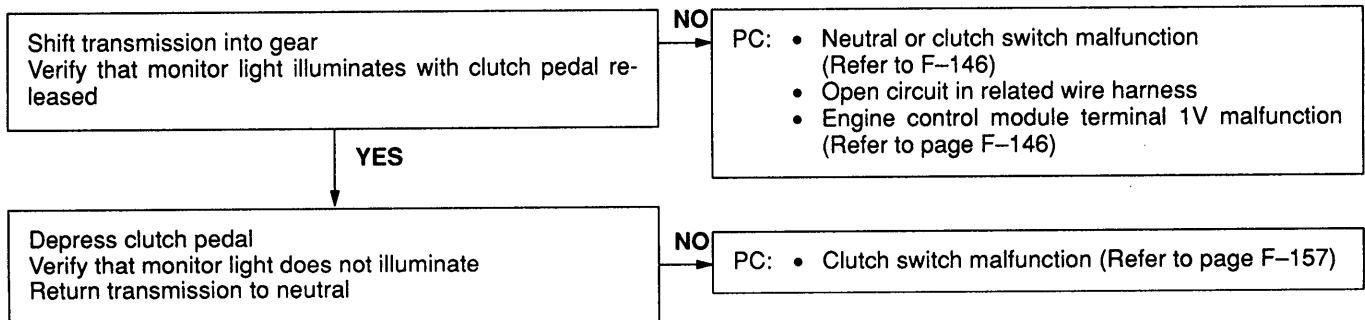 Shift transmission into gear
Verify that monitor light illuminates with clutch pedal re-
leased
NO
PC: • Neutral or clutch switch malfunction
(Refer to F–146)
• Open circuit in related wire harness
• Engine control module terminal 1V malfunction
(Refer to page F–146)
YES
Depress clutch pedal
Verify that monitor light does not illuminate
Return transmission to neutral
NO
PC: • Clutch switch malfunction (Refer to page F–157)